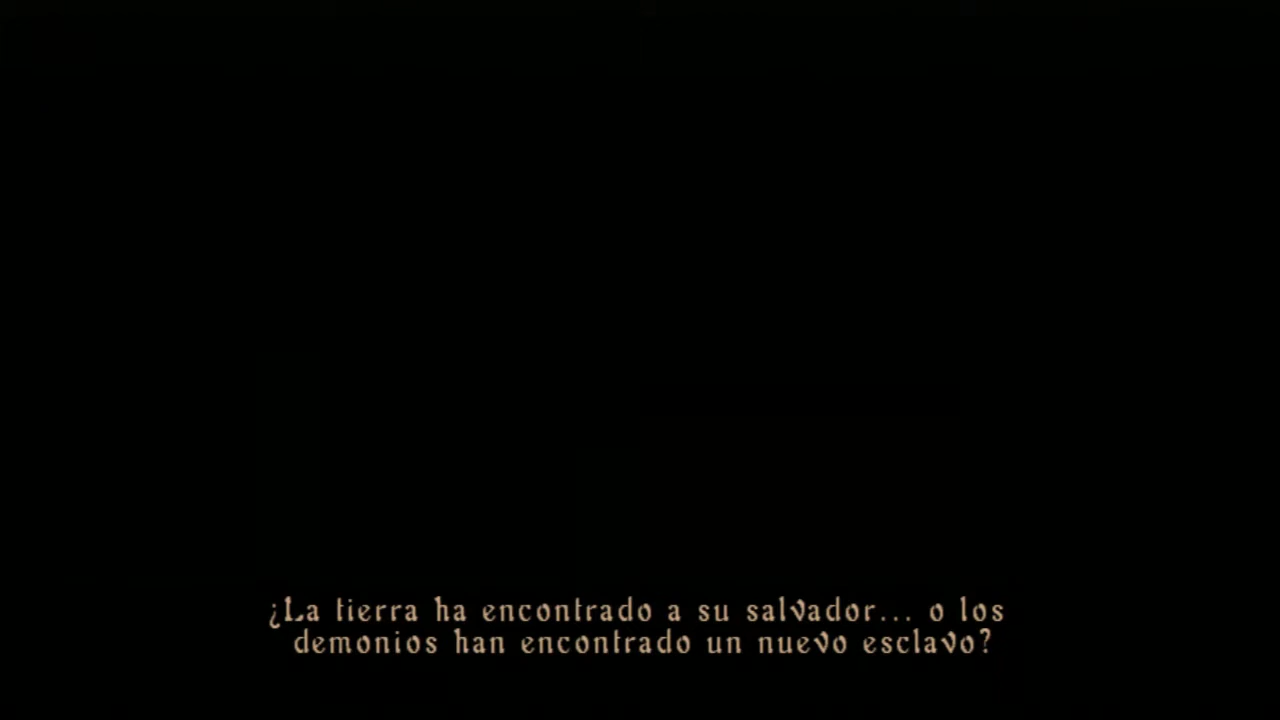 ¿La tierra ha encontrado a su salvador... o los
demonios han encontrado un nuevo esclavo?